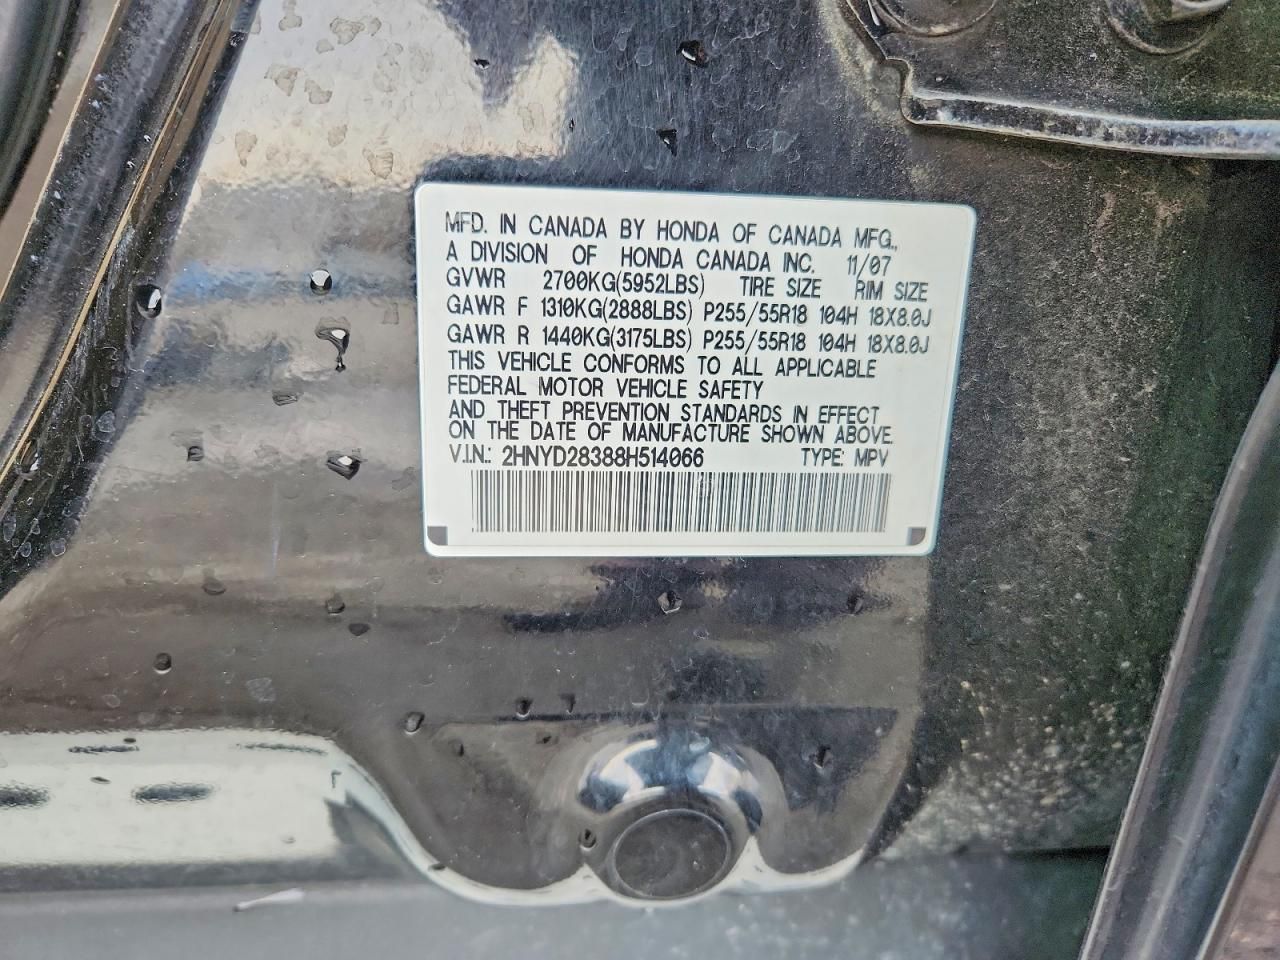 MFD. IN CANADA BY HONDA OF CANADA MFG.,
A DIVISION OF HONDA CANADA INC. 11/07
GVWR 2700KG(5952LBS) TIRE SIZE RIM SIZE
GAWR F 1310KG(2888LBS) P255/55R18 104H 18X8.0J
GAWR R 1440KG(3175LBS) P255/55R18 104H 18X8.0J
THIS VEHICLE CONFORMS TO ALL APPLICABLE
FEDERAL MOTOR VEHICLE SAFETY
AND THEFT PREVENTION STANDARDS IN EFFECT
ON THE DATE OF MANUFACTURE SHOWN ABOVE.
V.I.N.: 2HNYD28388H514066 TYPE: MPV